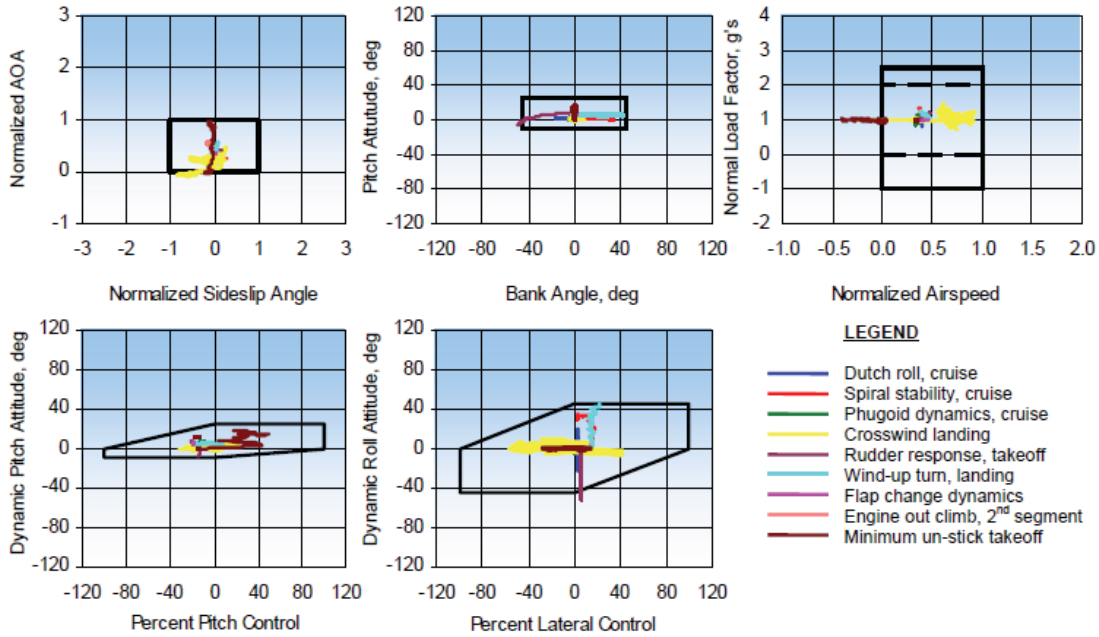 Normalized AOA
3
2
1
0
-1
-3 -2 -1 0 1 2 3
Normalized Sideslip Angle
Pitch Attutude, deg
120
80
40
0
-40
-80
-120
-120 -80 -40 0 40 80 120
Bank Angle, deg
Normal Load Factor, g's
4
3
2
1
0
-1
-2
-1.0 -0.5 0.0 0.5 1.0 1.5 2.0
Normalized Airspeed
Dynamic Pitch Attitude, deg
120
80
40
0
-40
-80
-120
-120 -80 -40 0 40 80 120
Percent Pitch Control
Dynamic Roll Attitude, deg
120
80
40
0
-40
-80
-120
-120 -80 -40 0 40 80 120
Percent Lateral Control
LEGEND
Dutch roll, cruise
Spiral stability, cruise
Phugoid dynamics, cruise
Crosswind landing
Rudder response, takeoff
Wind-up turn, landing
Flap change dynamics
Engine out climb, 2nd segment
Minimum un-stick takeoff